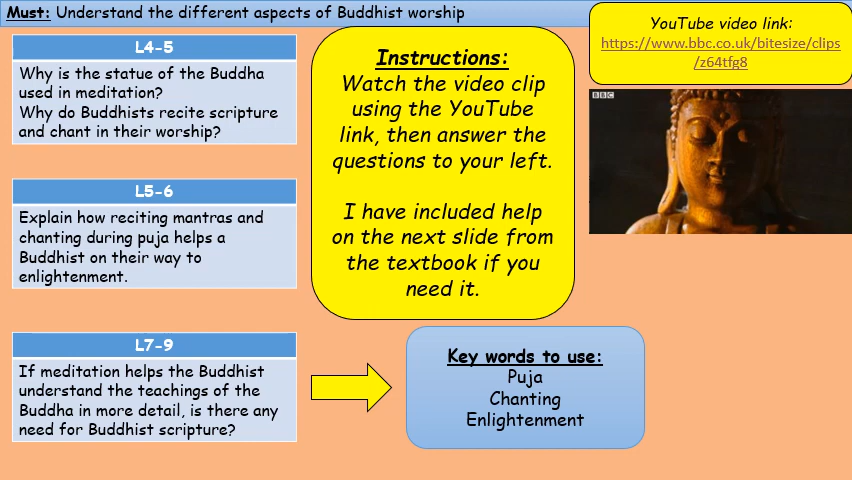 Must: Understand the different aspects of Buddhist worship
L4-5
Why is the statue of the Buddha
used in meditation?
Why do Buddhists recite scripture
and chant in their worship?
L5-6
Explain how reciting mantras and
chanting during puja helps a
Buddhist on their way to
enlightenment.
L7-9
If meditation helps the Buddhist
understand the teachings of the
Buddha in more detail, is there any
need for Buddhist scripture?
Instructions:
Watch the video clip
using the YouTube
link, then answer the
questions to your left.
I have included help
on the next slide from
the textbook if you
need it.
Key words to use:
Puja
Chanting
Enlightenment
YouTube video link:
https://www.bbc.co.uk/bitesize/clips
/z64tfg8
BBC